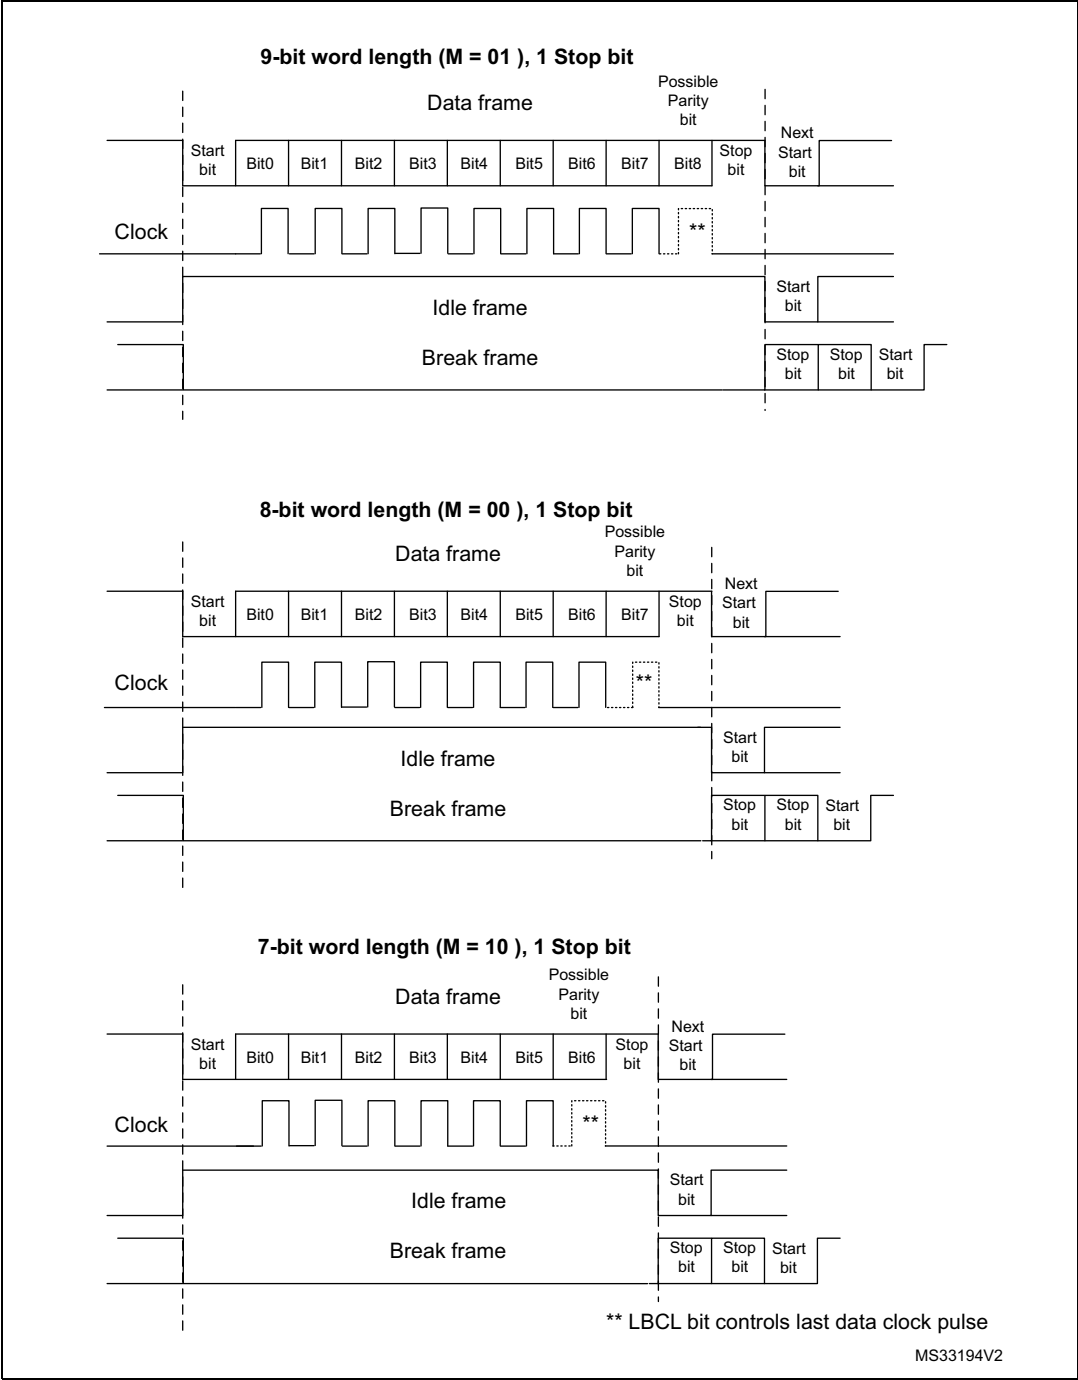 9-bit word length (M = 01 ), 1 Stop bit
Data frame
Possible
Parity
bit
Start
bit
Bit0 Bit1 Bit2 Bit3 Bit4 Bit5 Bit6 Bit7 Bit8
Stop
bit
Next
Start
bit
Clock
**
Idle frame
Start
bit
Break frame
Stop
bit
Stop
bit
Start
bit
8-bit word length (M = 00 ), 1 Stop bit
Data frame
Possible
Parity
bit
Start
bit
Bit0 Bit1 Bit2 Bit3 Bit4 Bit5 Bit6 Bit7
Stop
bit
Next
Start
bit
Clock
**
Idle frame
Start
bit
Break frame
Stop
bit
Stop
bit
Start
bit
7-bit word length (M = 10 ), 1 Stop bit
Data frame
Possible
Parity
bit
Start
bit
Bit0 Bit1 Bit2 Bit3 Bit4 Bit5 Bit6
Stop
bit
Next
Start
bit
Clock
**
Idle frame
Start
bit
Break frame
Stop
bit
Stop
bit
Start
bit
** LBCL bit controls last data clock pulse
MS33194V2